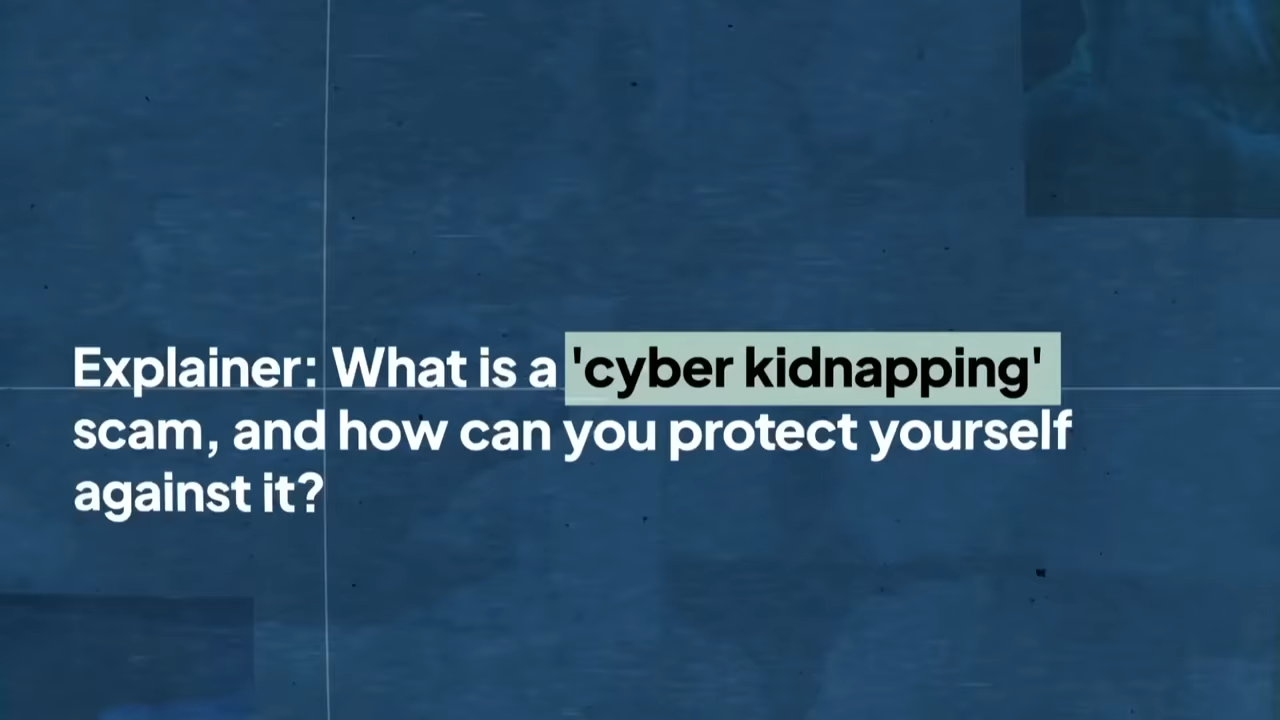 Explainer: What is a 'cyber kidnapping'
scam, and how can you protect yourself
against it?